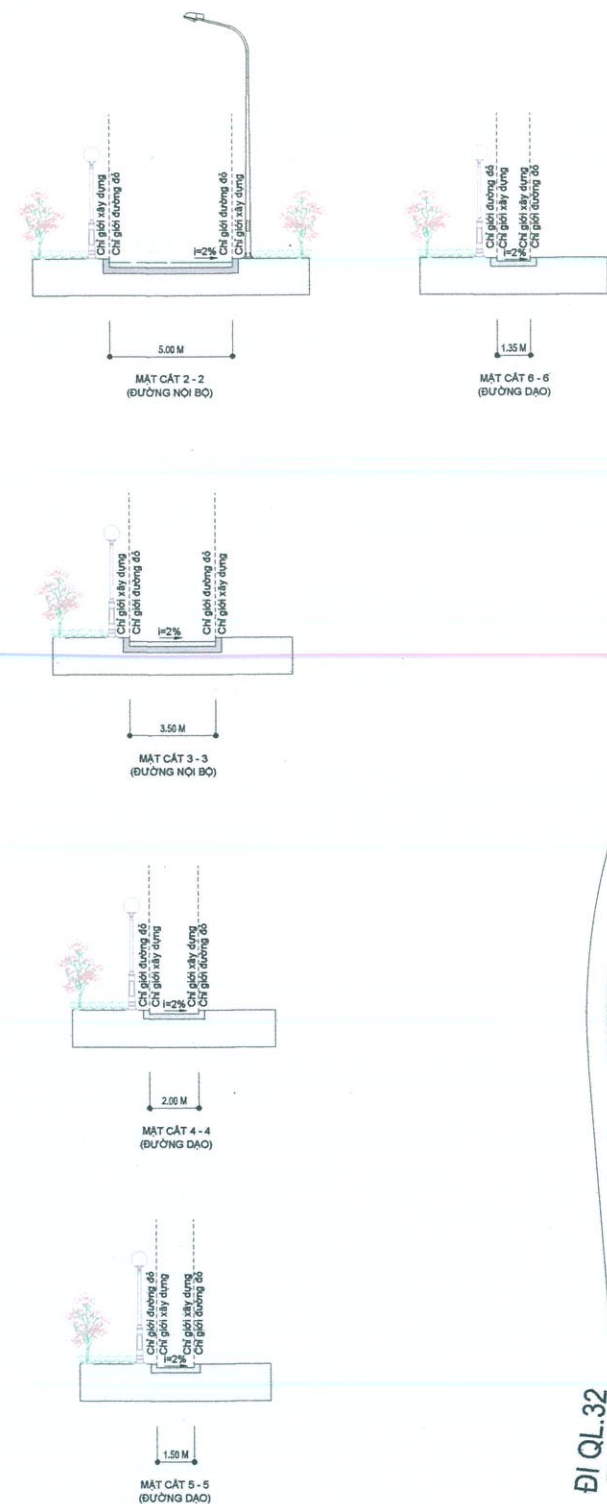 Chỉ giới xây dựng
Chỉ giới đường đỏ
Chỉ giới đường đỏ
Chỉ giới xây dựng
i=2%
5.00 M
MẶT CẮT 2 - 2
(ĐƯỜNG NỘI BỘ)
Chỉ giới đường đỏ
Chỉ giới xây dựng
Chỉ giới xây dựng
Chỉ giới đường đỏ
i=2%
1.35 M
MẶT CẮT 6 - 6
(ĐƯỜNG DẠO)
Chỉ giới xây dựng
Chỉ giới đường đỏ
Chỉ giới đường đỏ
Chỉ giới xây dựng
i=2%
3.50 M
MẶT CẮT 3 - 3
(ĐƯỜNG NỘI BỘ)
Chỉ giới đường đỏ
Chỉ giới xây dựng
Chỉ giới xây dựng
Chỉ giới đường đỏ
i=2%
2.00 M
MẶT CẮT 4 - 4
(ĐƯỜNG DẠO)
Chỉ giới đường đỏ
Chỉ giới xây dựng
Chỉ giới xây dựng
Chỉ giới đường đỏ
i=2%
1.50 M
MẶT CẮT 5 - 5
(ĐƯỜNG DẠO)
ĐI QL.32